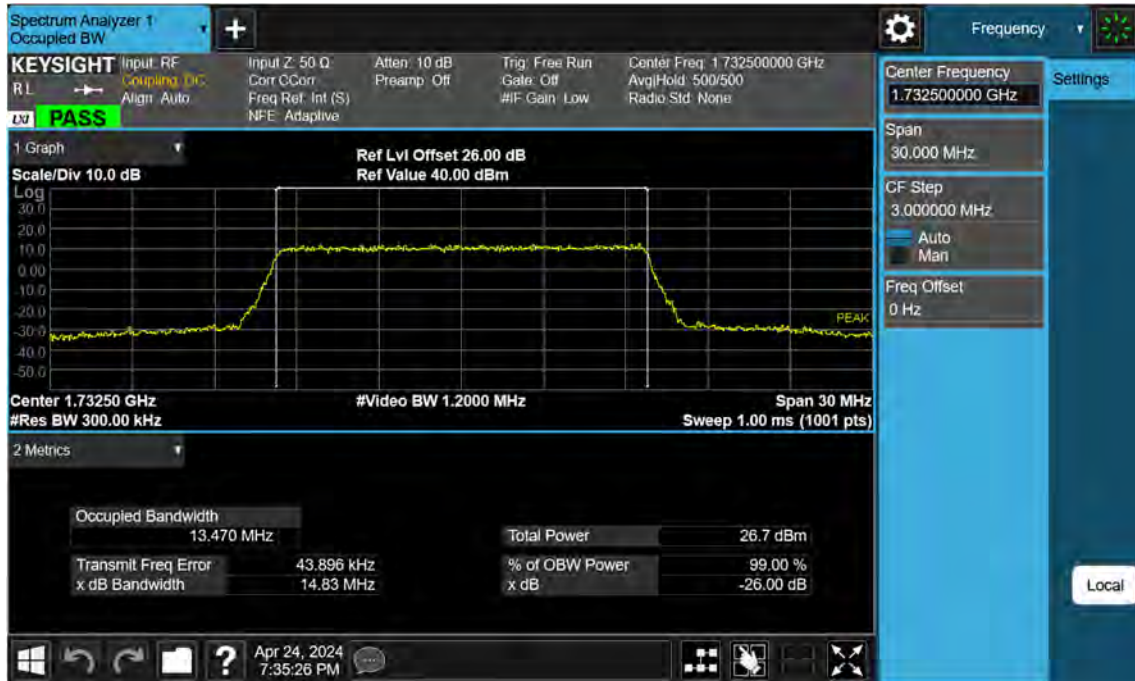 Spectrum Analyzer 1
Occupied BW
+
Frequency
KEYSIGHT
Input: RF
Coupling: DC
Align: Auto
Input Z: 50 Ω
Corr CCorr
Freq Ref: Int (S)
NFE: Adaptive
Atten: 10 dB
Preamp: Off
Trig: Free Run
Gate: Off
#IF Gain: Low
Center Freq: 1.732500000 GHz
Avg|Hold: 500/500
Radio Std: None
RL
LXI PASS
Center Frequency
1.732500000 GHz
Settings
Span
30.000 MHz
CF Step
3.000000 MHz
Auto
Man
Freq Offset
0 Hz
1 Graph
Scale/Div 10.0 dB
Ref Lvl Offset 26.00 dB
Ref Value 40.00 dBm
Log
30.0
20.0
10.0
0.00
-10.0
-20.0
-30.0
-40.0
-50.0
PEAK
Center 1.73250 GHz
#Video BW 1.2000 MHz
Span 30 MHz
#Res BW 300.00 kHz
Sweep 1.00 ms (1001 pts)
2 Metrics
Occupied Bandwidth
13.470 MHz
Total Power 26.7 dBm
Transmit Freq Error 43.896 kHz
% of OBW Power 99.00 %
x dB Bandwidth 14.83 MHz
x dB -26.00 dB
Local
?
Apr 24, 2024
7:35:26 PM